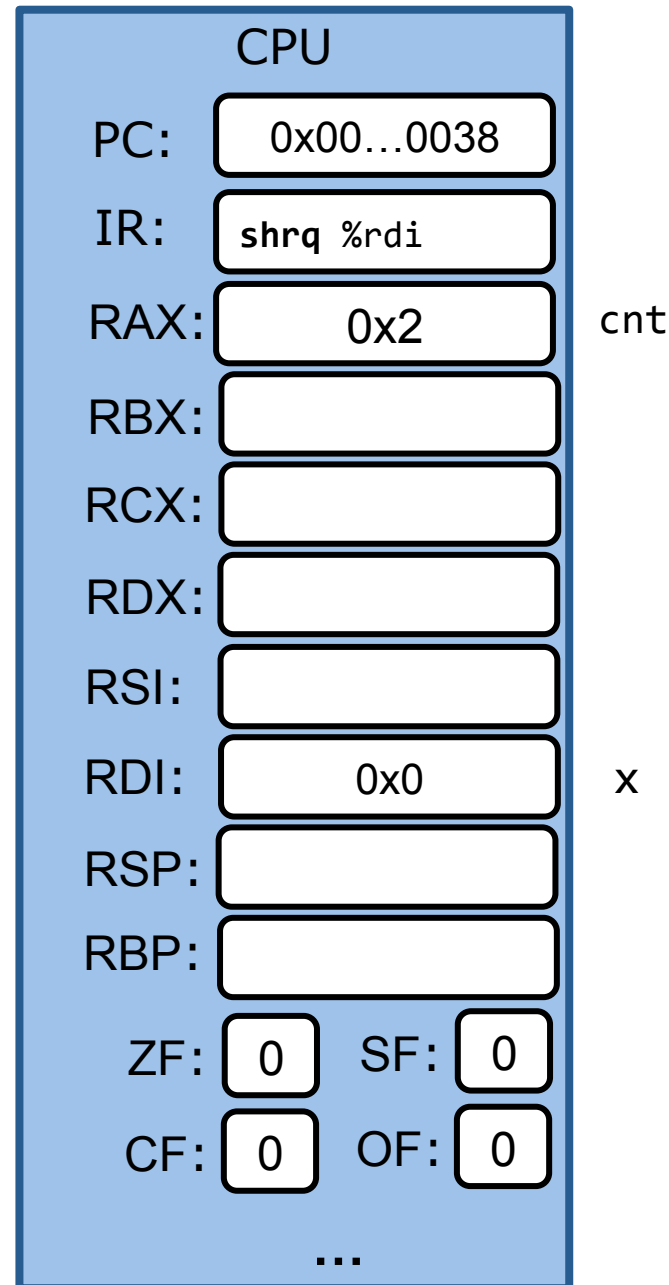 CPU
PC: 0x00…0038
IR: shrq %rdi
RAX: 0x2 cnt
RBX:
RCX:
RDX:
RSI:
RDI: 0x0 x
RSP:
RBP:
ZF: 0 SF: 0
CF: 0 OF: 0
…